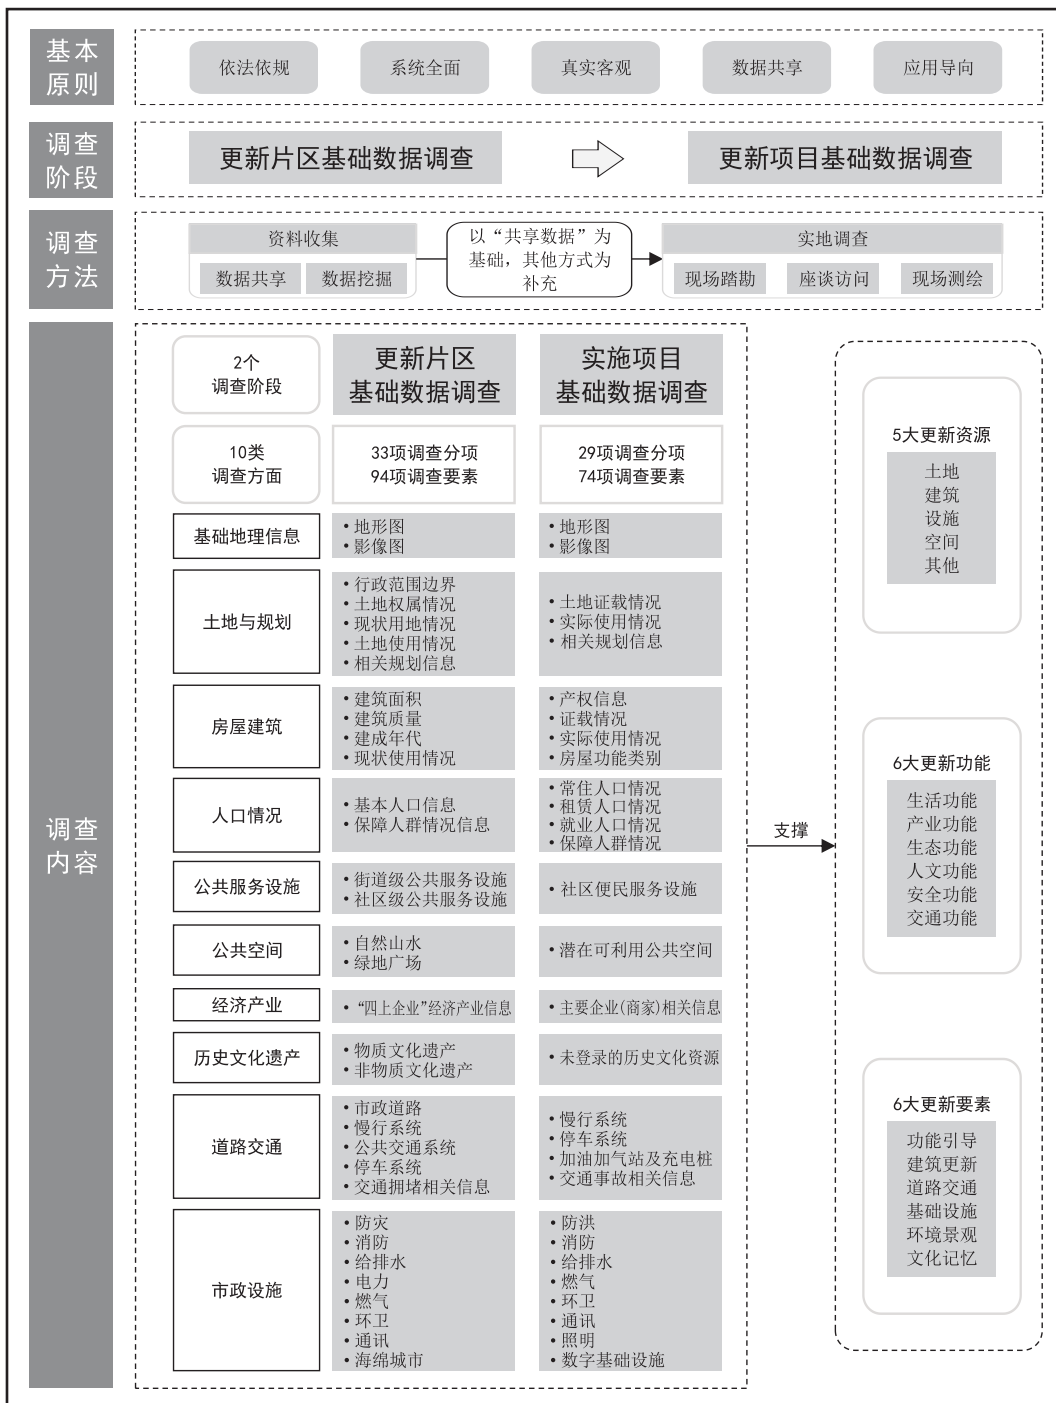 基本
原则
依法依规
系统全面
真实客观
数据共享
应用导向
调查
阶段
更新片区基础数据调查
更新项目基础数据调查
调查
方法
资料收集
数据共享
数据挖掘
以“共享数据”为
基础，其他方式为
补充
实地调查
现场踏勘
座谈访问
现场测绘
调查
内容
2个
调查阶段
更新片区
基础数据调查
实施项目
基础数据调查
10类
调查方面
33项调查分项
94项调查要素
29项调查分项
74项调查要素
基础地理信息
•地形图
•影像图
•地形图
•影像图
土地与规划
•行政范围边界
•土地权属情况
•现状用地情况
•土地使用情况
•相关规划信息
•土地证载情况
•实际使用情况
•相关规划信息
房屋建筑
•建筑面积
•建筑质量
•建成年代
•现状使用情况
•产权信息
•证载情况
•实际使用情况
•房屋功能类别
人口情况
•基本人口信息
•保障人群情况信息
•常住人口情况
•租赁人口情况
•就业人口情况
•保障人群情况
公共服务设施
•街道级公共服务设施
•社区级公共服务设施
•社区便民服务设施
公共空间
•自然山水
•绿地广场
•潜在可利用公共空间
经济产业
•“四上企业”经济产业信息
•主要企业(商家)相关信息
历史文化遗产
•物质文化遗产
•非物质文化遗产
•未登录的历史文化资源
道路交通
•市政道路
•慢行系统
•公共交通系统
•停车系统
•交通拥堵相关信息
•慢行系统
•停车系统
•加油加气站及充电桩
•交通事故相关信息
市政设施
•防灾
•消防
•给排水
•电力
•燃气
•环卫
•通讯
•海绵城市
•防洪
•消防
•给排水
•燃气
•环卫
•通讯
•照明
•数字基础设施
支撑
5大更新资源
土地
建筑
设施
空间
其他
6大更新功能
生活功能
产业功能
生态功能
人文功能
安全功能
交通功能
6大更新要素
功能引导
建筑更新
道路交通
基础设施
环境景观
文化记忆